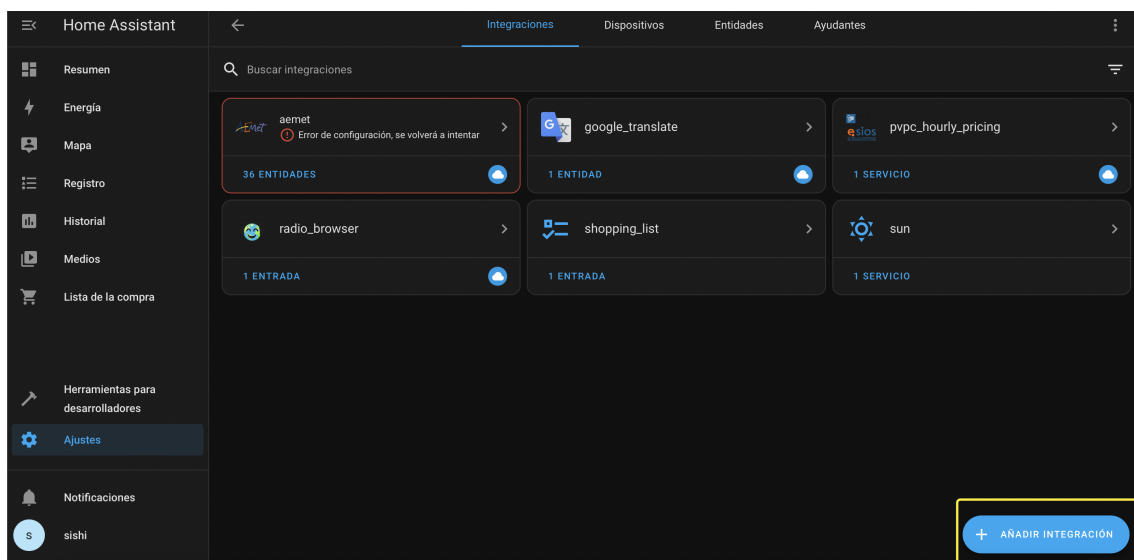 Home Assistant
Integraciones
Dispositivos
Entidades
Ayudantes
Resumen
Energía
Mapa
Registro
Historial
Medios
Lista de la compra
Herramientas para
desarrolladores
Ajustes
Notificaciones
S
sishi
Buscar integraciones
AEMet
aemet
Error de configuración, se volverá a intentar
36 ENTIDADES
G
google_translate
1 ENTIDAD
esios
pvpc_hourly_pricing
1 SERVICIO
radio_browser
1 ENTRADA
shopping_list
1 ENTRADA
sun
1 SERVICIO
AÑADIR INTEGRACIÓN